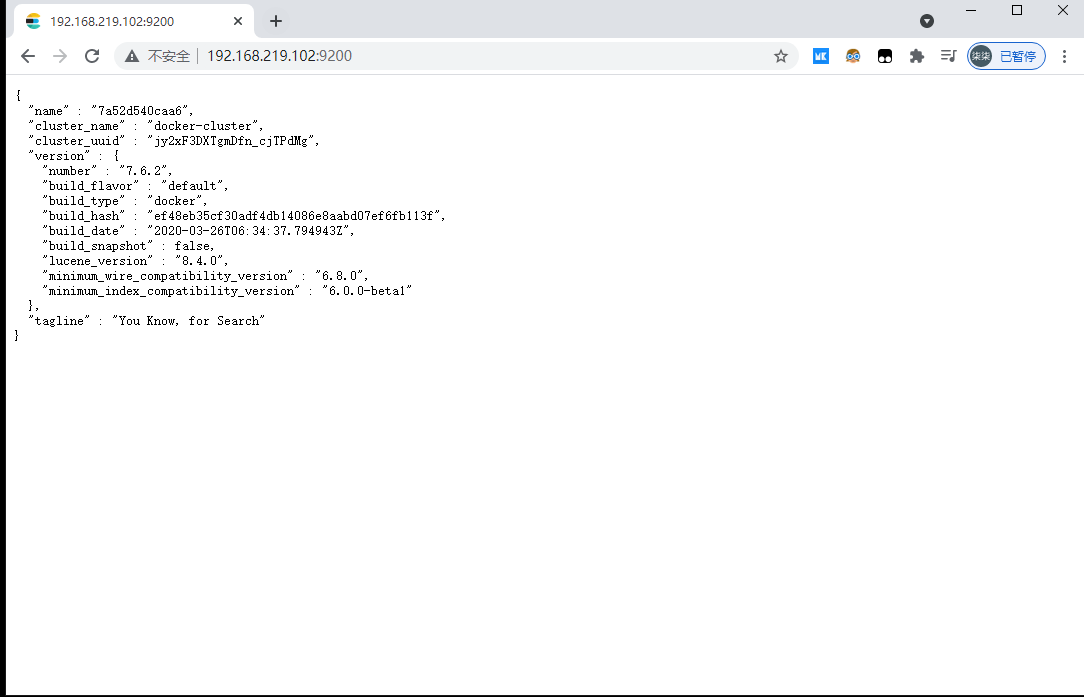 192.168.219.102:9200
不安全 192.168.219.102:9200 柒柒 已暂停
{
"name" : "7a52d540caa6",
"cluster_name" : "docker-cluster",
"cluster_uuid" : "jy2xF3DXTgmDfn_cjTPdMg",
"version" : {
"number" : "7.6.2",
"build_flavor" : "default",
"build_type" : "docker",
"build_hash" : "ef48eb35cf30adf4db14086e8aabd07ef6fb113f",
"build_date" : "2020-03-26T06:34:37.794943Z",
"build_snapshot" : false,
"lucene_version" : "8.4.0",
"minimum_wire_compatibility_version" : "6.8.0",
"minimum_index_compatibility_version" : "6.0.0-beta1"
},
"tagline" : "You Know, for Search"
}